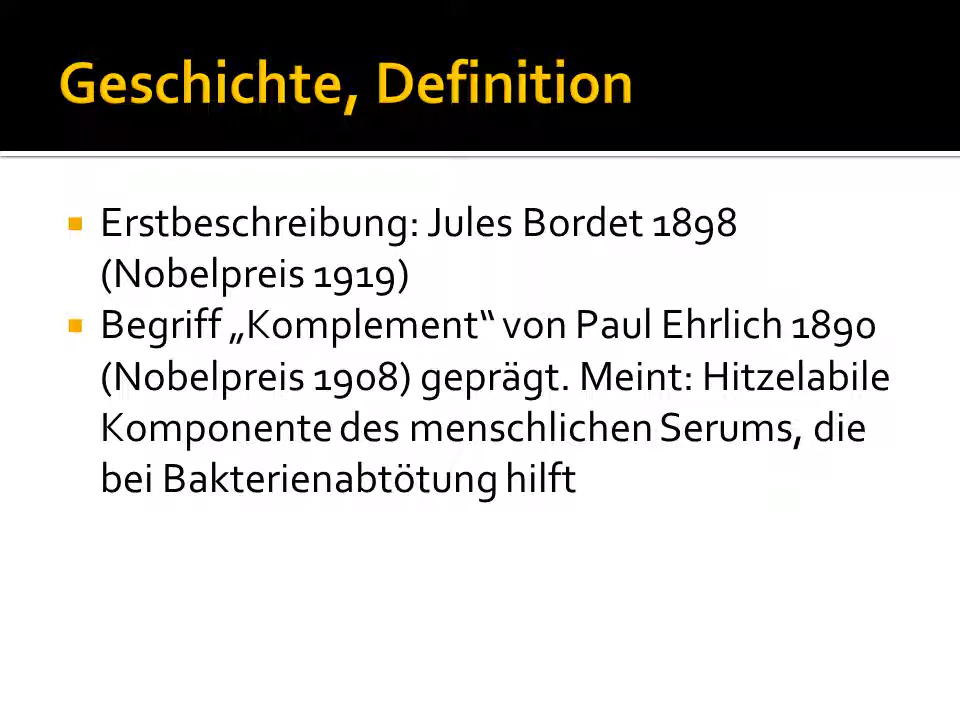 Geschichte, Definition
Erstbeschreibung: Jules Bordet 1898
(Nobelpreis 1919)
Begriff „Komplement“ von Paul Ehrlich 1890
(Nobelpreis 1908) geprägt. Meint: Hitzelabile
Komponente des menschlichen Serums, die
bei Bakterienabtötung hilft